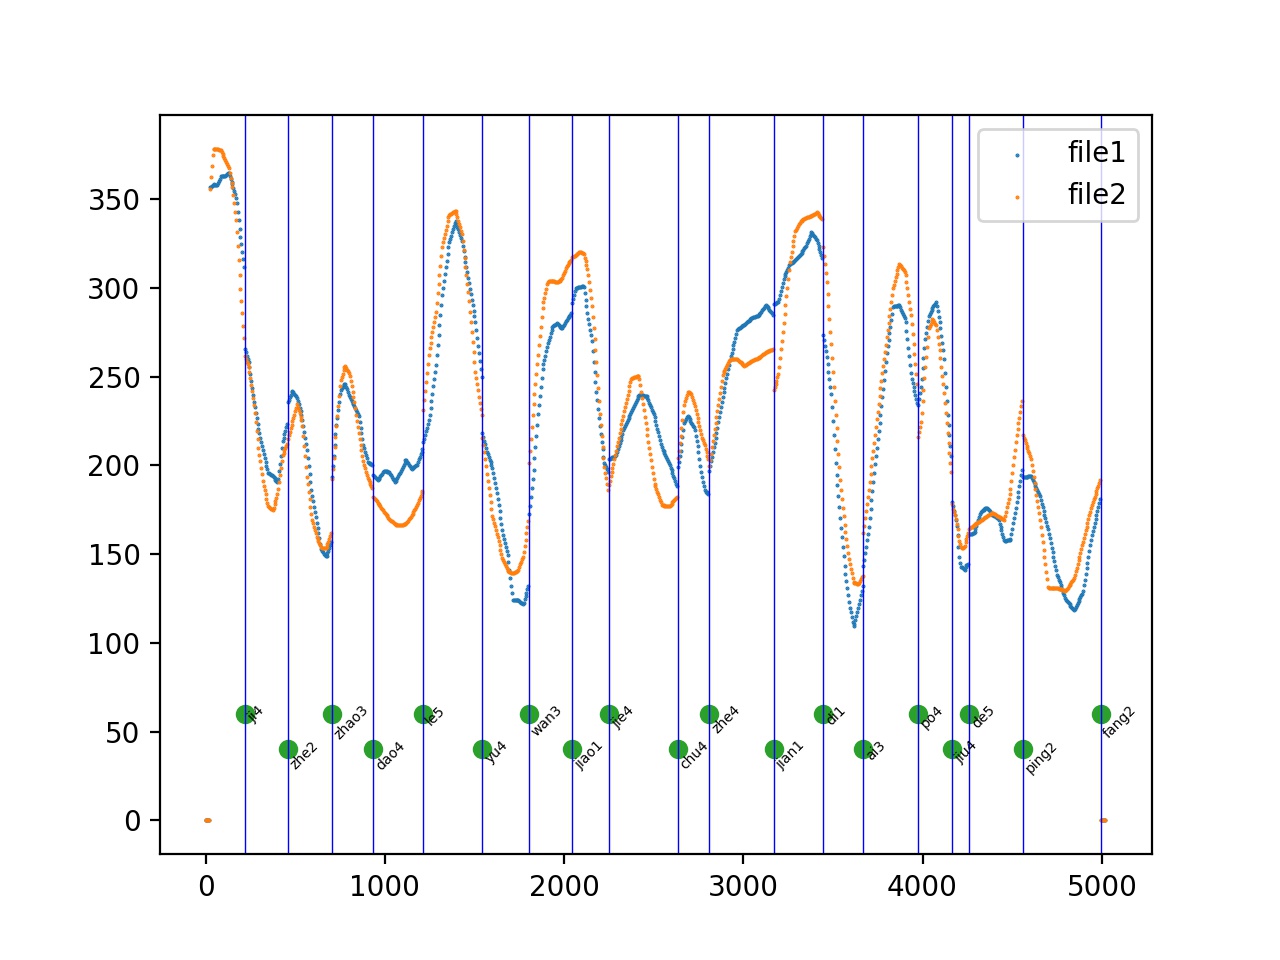 file1
file2
350
300
250
200
150
100
50
0
ji4
zhe2
zhao3
dao4
le5
yu4
wan3
jiao1
jie4
chu4
zhe4
jian1
di1
ai3
po4
jiu4
de5
ping2
fang2
0
1000
2000
3000
4000
5000